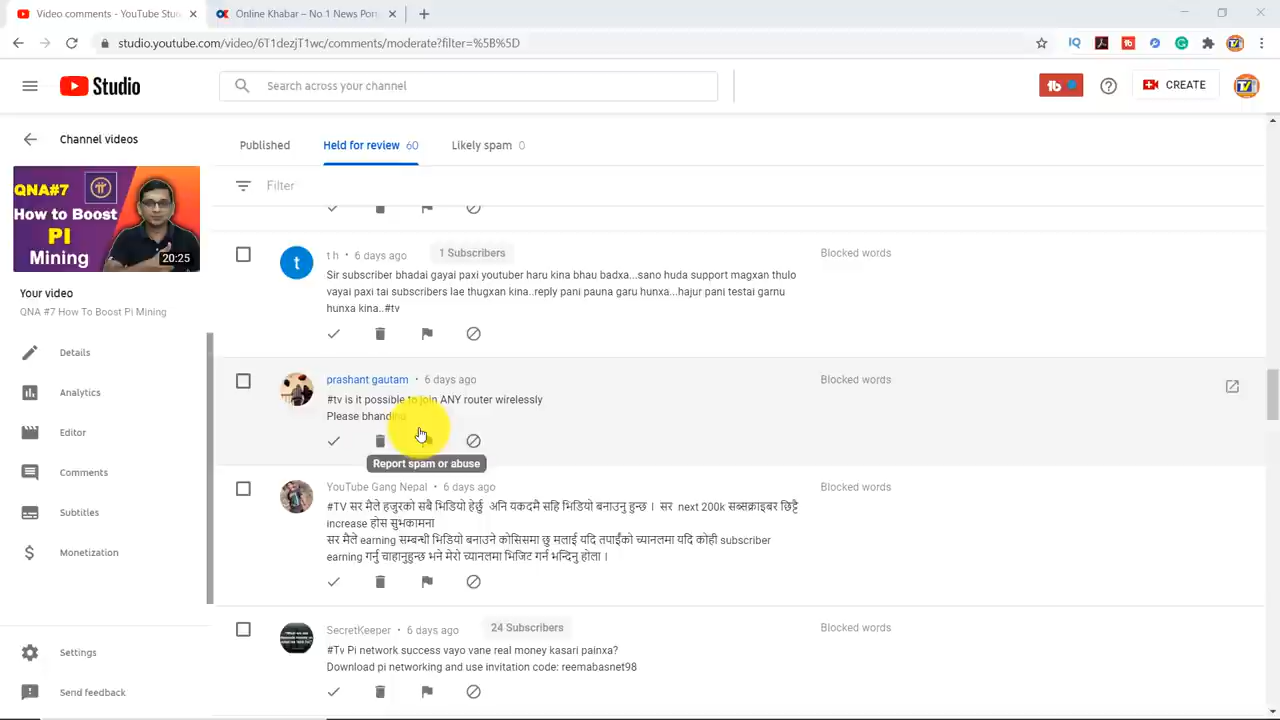 Video comments - YouTube Stu
Online Khabar – No 1 News Por
studio.youtube.com/video/6T1dezjT1wc/comments/moderate?filter=%5B%5D
Studio
Search across your channel
CREATE
Channel videos
Published
Held for review 60
Likely spam 0
Filter
QNA#7
How to Boost
PI
Mining
20:25
Your video
QNA #7 How To Boost Pi Mining
Details
Analytics
Editor
Comments
Subtitles
Monetization
Settings
Send feedback
t
t h • 6 days ago
1 Subscribers
Blocked words
Sir subscriber bhadai gayai paxi youtuber haru kina bhau badxa...sano huda support magxan thulo
vayai paxi tai subscribers lae thugxan kina..reply pani pauna garu hunxa...hajur pani testai garnu
hunxa kina..#tv
prashant gautam • 6 days ago
Blocked words
#tv is it possible to join ANY router wirelessly
Please
Report spam or abuse
YouTube Gang Nepal • 6 days ago
Blocked words
#TV सर मैले हजुरको सबै भिडियो हेर्छु अनि यकदमै सहि भिडियो बनाउनु हुन्छ । सर next 200k सब्सक्राइबर छिट्टै
increase होस सुभकामना
सर मैले earning सम्बन्धी भिडियो बनाउने कोसिसमा छु मलाई यदि तपाईंको च्यानलमा यदि कोही subscriber
earning गर्नु चाहानुहुन्छ भने मेरो च्यानलमा भिजिट गर्न भन्दिनु होला ।
SecretKeeper • 6 days ago
24 Subscribers
Blocked words
#Tv Pi network success vayo vane real money kasari painxa?
Download pi networking and use invitation code: reemabasnet98